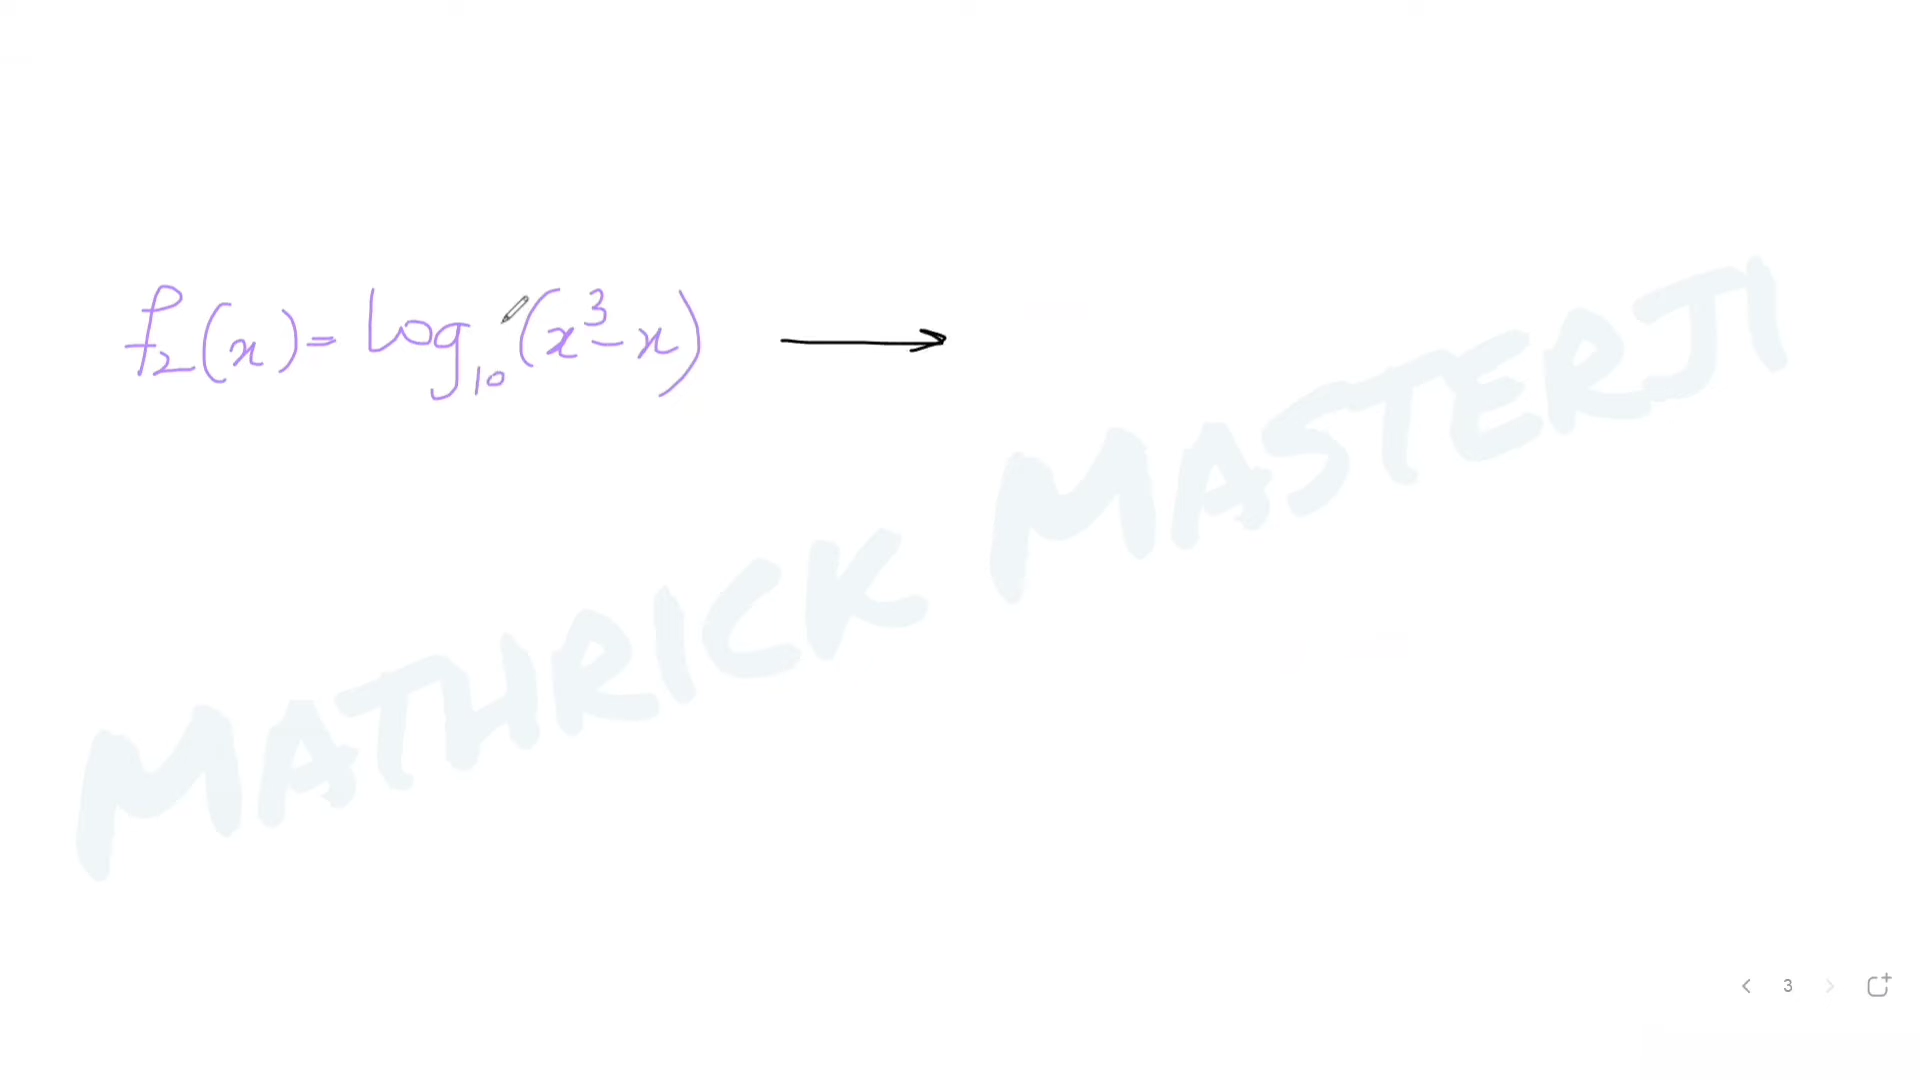 f₂(x) = log₁₀(x³-x) ⟶
MATHRICK MASTERJI
3